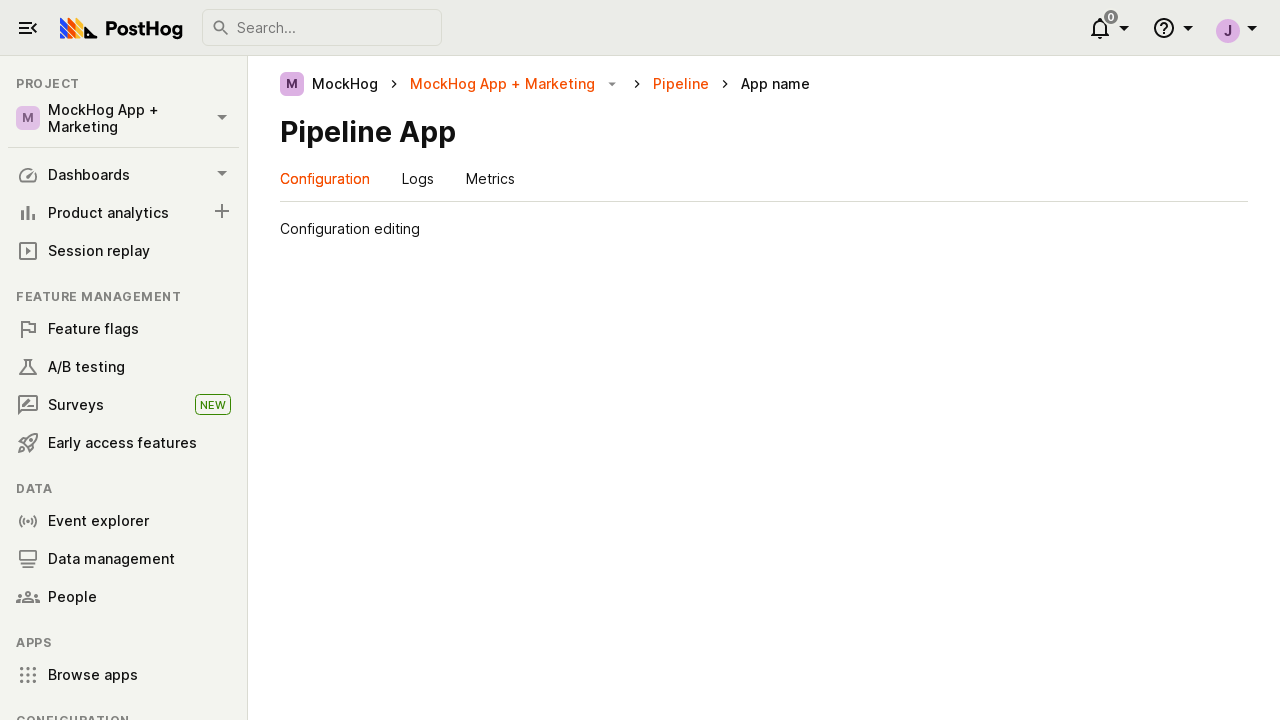 PostHog
Search...
0
J
PROJECT
M
MockHog App +
Marketing
Dashboards
Product analytics
Session replay
FEATURE MANAGEMENT
Feature flags
A/B testing
Surveys
NEW
Early access features
DATA
Event explorer
Data management
People
APPS
Browse apps
CONFIGURATION
M MockHog > MockHog App + Marketing > Pipeline > App name
Pipeline App
Configuration Logs Metrics
Configuration editing